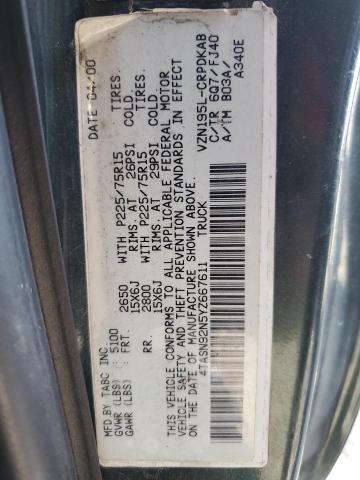 MFD BY TABC INC    DATE 04/00
GVWR (LBS) : 5100
GAWR (LBS) : FRT. 2650 WITH P225/75R15 TIRES.
15X6J RIMS. AT 26PSI COLD
RR. 2800 WITH P225/75R15 TIRES.
15X6J RIMS. AT 29PSI COLD
THIS VEHICLE CONFORMS TO ALL APPLICABLE FEDERAL MOTOR
VEHICLE SAFETY AND THEFT PREVENTION STANDARDS IN EFFECT
ON THE DATE OF MANUFACTURE SHOWN ABOVE.
4TASN92N5YZ667611 TRUCK
VZN195L-CRPDKAB
C/TR 6Q7/FJ40
A/TM B03A/
A340E